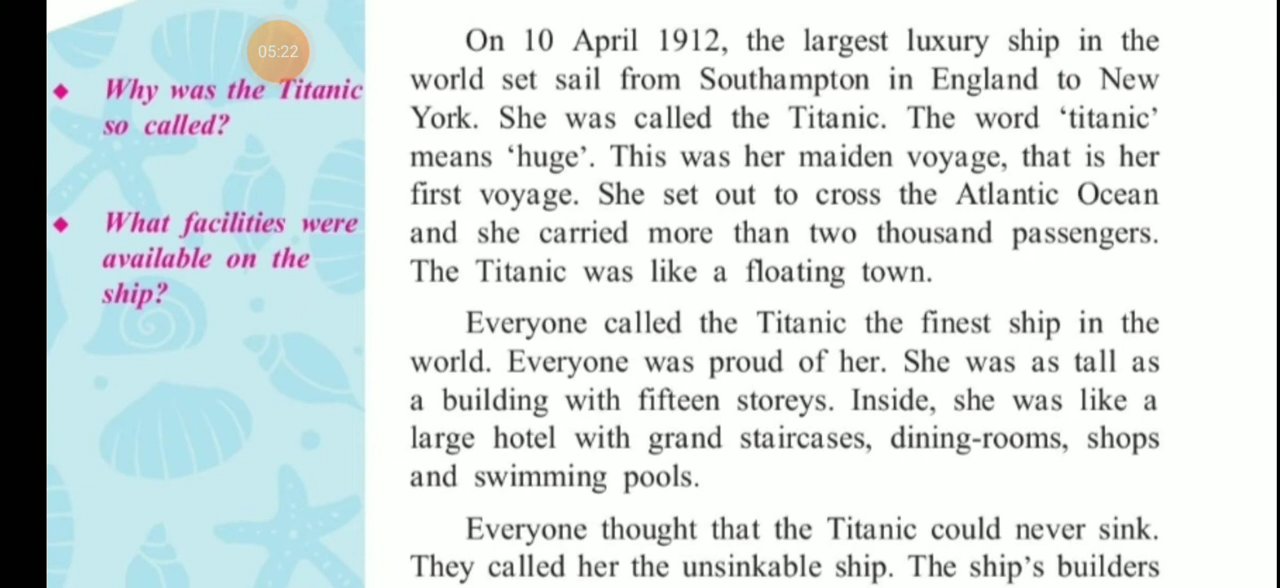 05:22
Why was the Titanic
so called?
What facilities were
available on the
ship?
On 10 April 1912, the largest luxury ship in the
world set sail from Southampton in England to New
York. She was called the Titanic. The word ‘titanic’
means ‘huge’. This was her maiden voyage, that is her
first voyage. She set out to cross the Atlantic Ocean
and she carried more than two thousand passengers.
The Titanic was like a floating town.
Everyone called the Titanic the finest ship in the
world. Everyone was proud of her. She was as tall as
a building with fifteen storeys. Inside, she was like a
large hotel with grand staircases, dining-rooms, shops
and swimming pools.
Everyone thought that the Titanic could never sink.
They called her the unsinkable ship. The ship’s builders